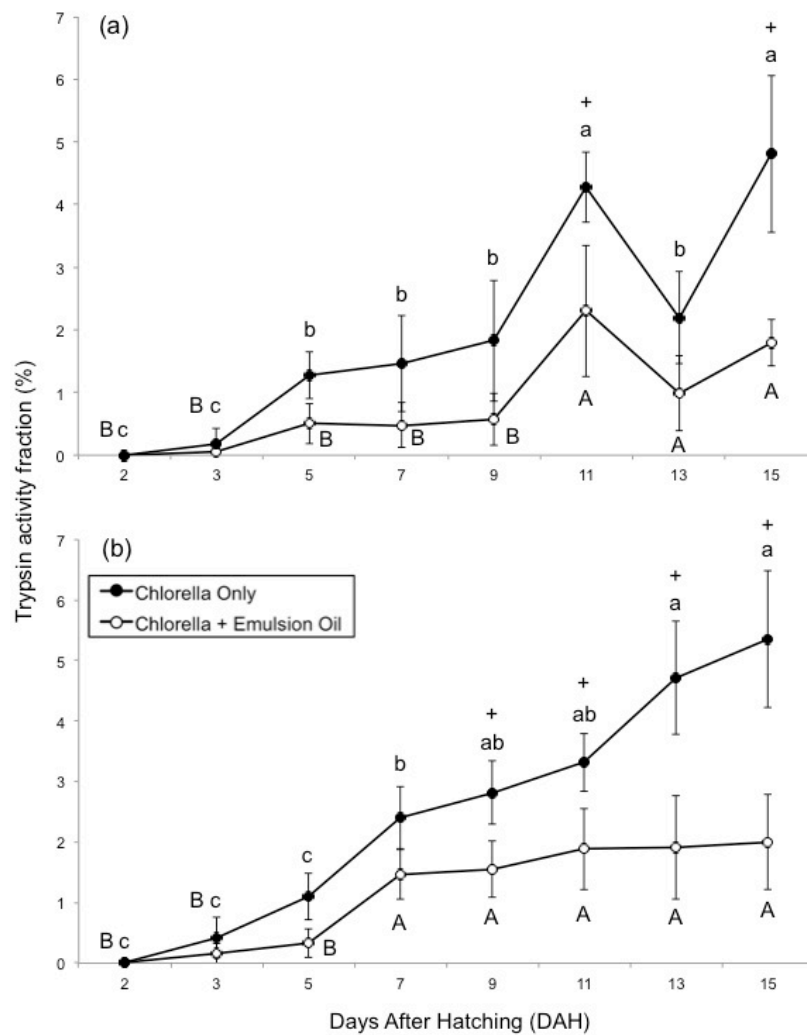 7
(a)
+
a
+
a
6
5
4
3
b
b
b
b
2
1
B c
B c
B
B
B
A
A
A
0
2 3 5 7 9 11 13 15
Trypsin activity fraction (%)
7
(b)
+
a
+
a
6
Chlorella Only
Chlorella + Emulsion Oil
+
ab
+
ab
5
4
3
b
2
c
1
B c
B c
B
A
A
A
A
A
0
2 3 5 7 9 11 13 15
Days After Hatching (DAH)